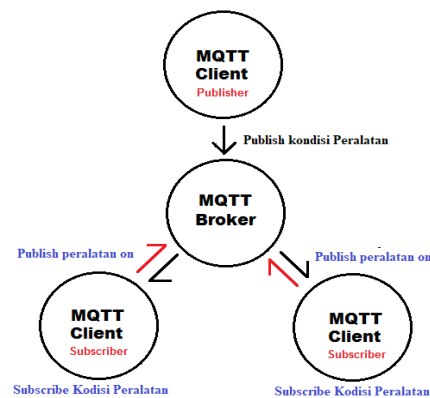 MQTT
Client
Publisher
Publish kondisi Peralatan
MQTT
Broker
Publish peralatan on
Publish peralatan on
MQTT
Client
Subscriber
MQTT
Client
Subscriber
Subscribe Kodisi Peralatan
Subscribe Kodisi Peralatan